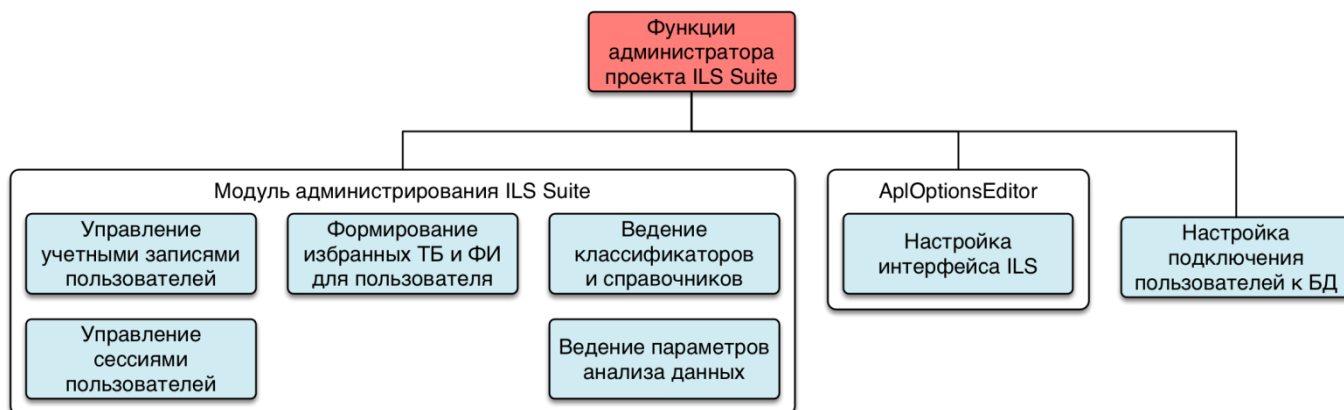 Функции
администратора
проекта ILS Suite
Модуль администрирования ILS Suite
Управление
учетными записями
пользователей
Формирование
избранных ТБ и ФИ
для пользователя
Ведение
классификаторов
и справочников
Управление
сессиями
пользователей
Ведение параметров
анализа данных
AplOptionsEditor
Настройка
интерфейса ILS
Настройка
подключения
пользователей к БД